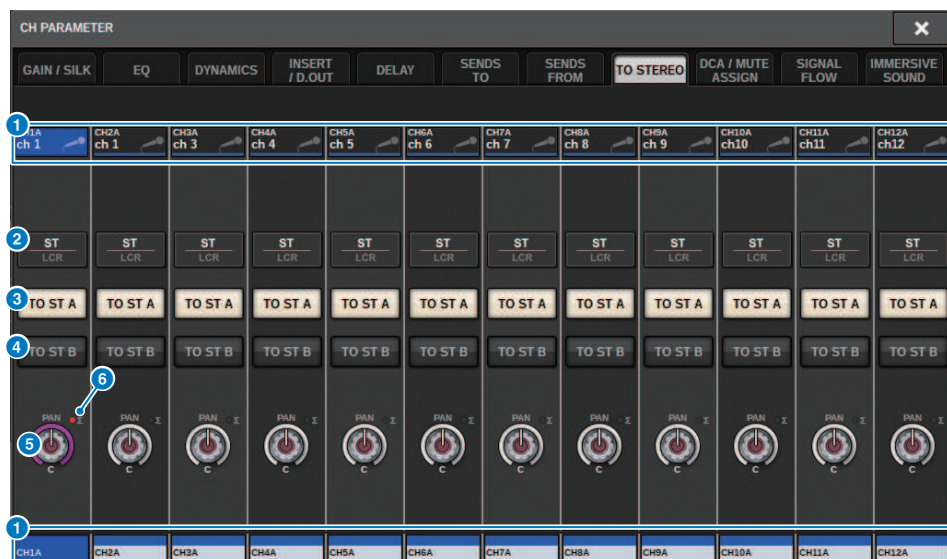 CH PARAMETER ×
GAIN / SILK EQ DYNAMICS INSERT / D.OUT DELAY SENDS TO SENDS FROM TO STEREO DCA / MUTE ASSIGN SIGNAL FLOW IMMERSIVE SOUND
1
CH1A CH2A CH3A CH4A CH5A CH6A CH7A CH8A CH9A CH10A CH11A CH12A
ch 1 ch 1 ch 3 ch 4 ch 5 ch 6 ch 7 ch 8 ch 9 ch10 ch11 ch12
2 ST ST ST ST ST ST ST ST ST ST ST ST
LCR LCR LCR LCR LCR LCR LCR LCR LCR LCR LCR LCR
3 TO ST A TO ST A TO ST A TO ST A TO ST A TO ST A TO ST A TO ST A TO ST A TO ST A TO ST A TO ST A
4 TO ST B TO ST B TO ST B TO ST B TO ST B TO ST B TO ST B TO ST B TO ST B TO ST B TO ST B TO ST B
6
PAN Σ PAN Σ PAN Σ PAN Σ PAN Σ PAN Σ PAN Σ PAN Σ PAN Σ PAN Σ PAN Σ PAN Σ
5
C C C C C C C C C C C C
1
CH1A CH2A CH3A CH4A CH5A CH6A CH7A CH8A CH9A CH10A CH11A CH12A